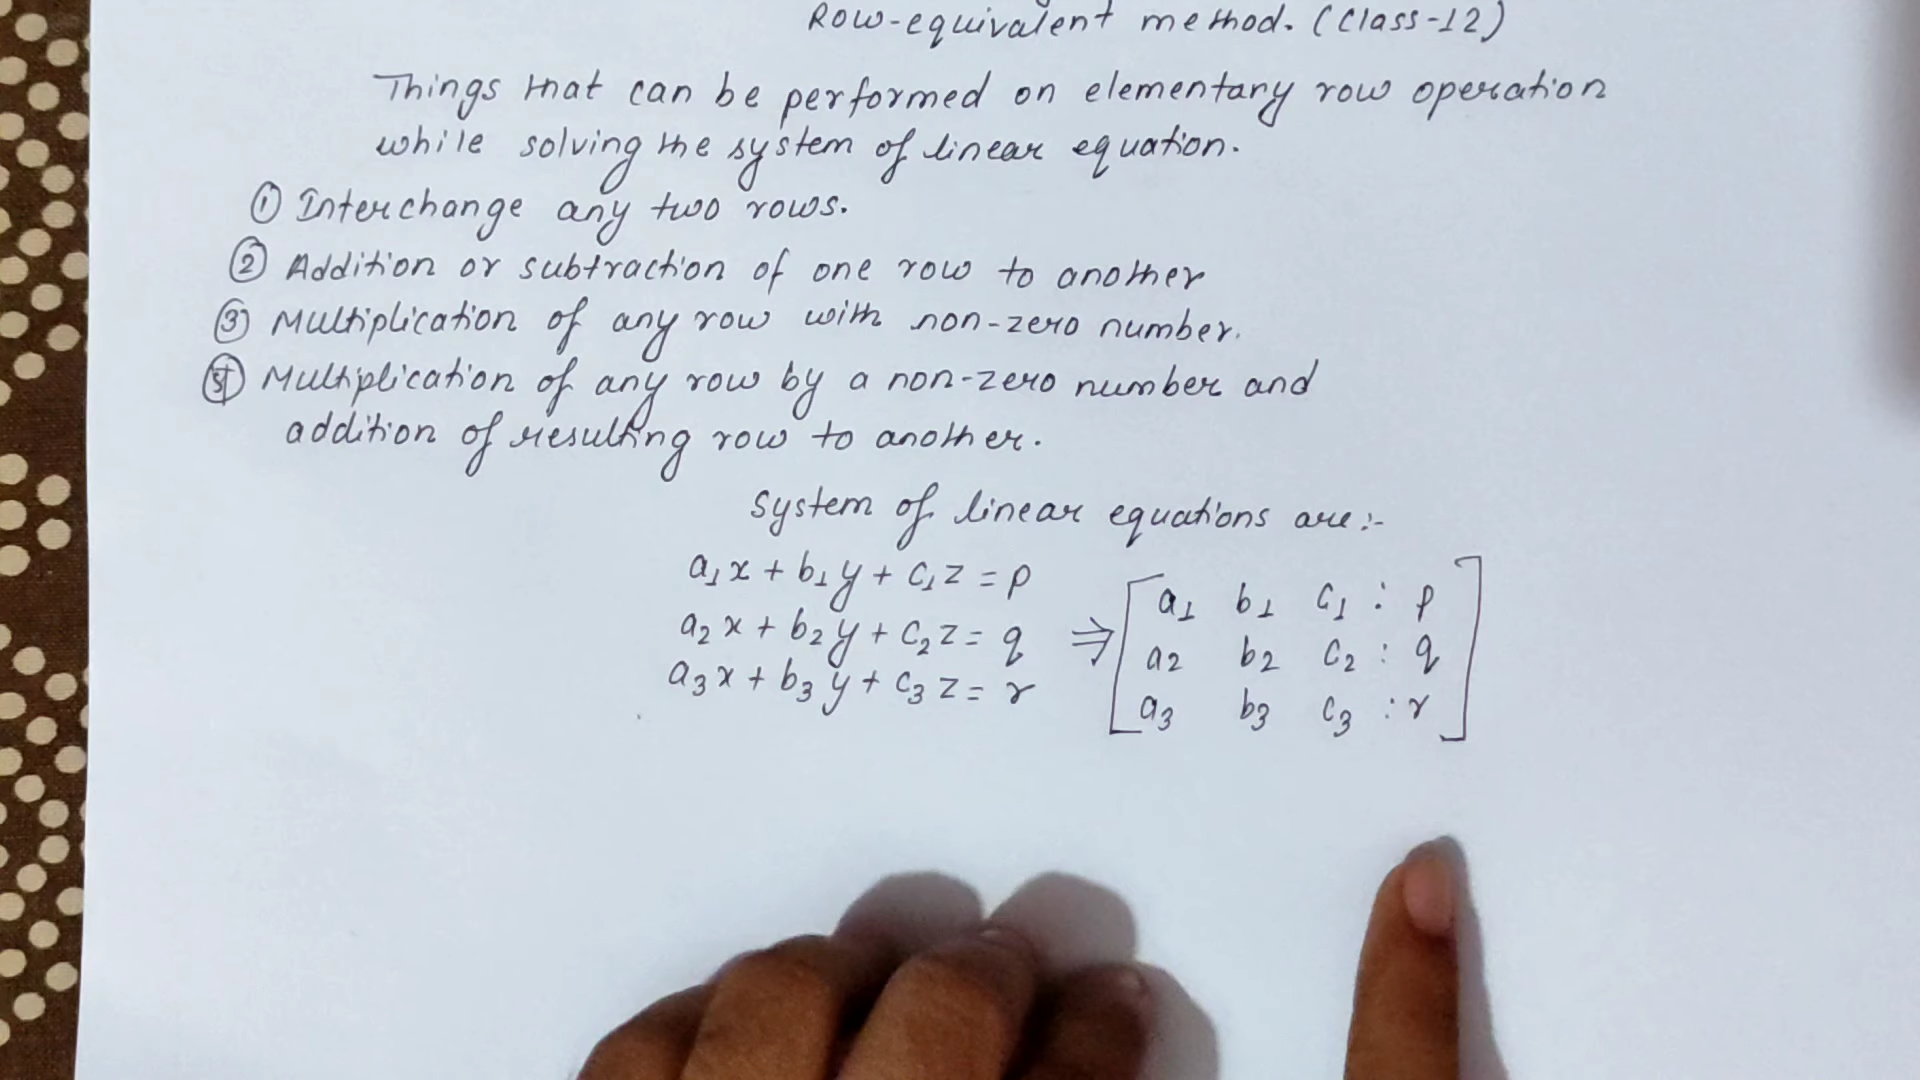 Row-equivalent method. (Class-12)
Things that can be performed on elementary row operation
while solving the system of linear equation.
① Interchange any two rows.
② Addition or subtraction of one row to another
③ Multiplication of any row with non-zero number.
Multiplication of any row by a non-zero number and
addition of resulting row to another.
System of linear equations are :-
a₁x + b₁y + c₁z = p
a₂x + b₂y + c₂z = q
a₃x + b₃y + c₃z = r
⇒
[a₁ b₁ c₁ : p
a₂ b₂ c₂ : q
a₃ b₃ c₃ : r]